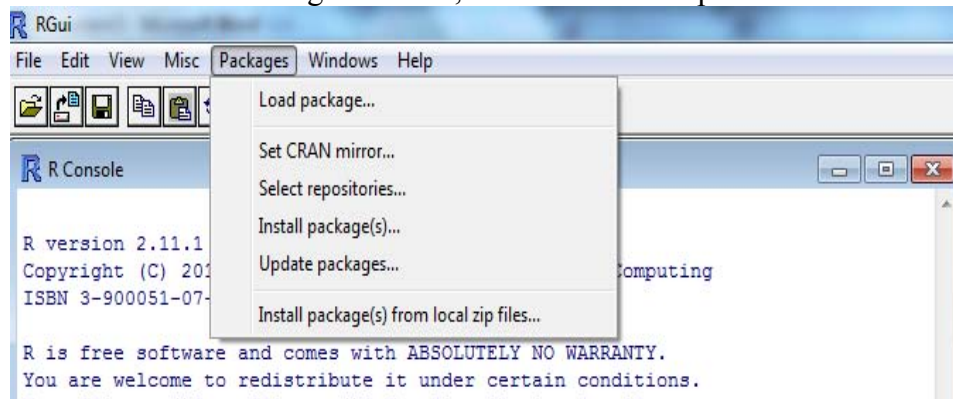 RGui
File Edit View Misc Packages Windows Help
Load package...
Set CRAN mirror...
Select repositories...
Install package(s)...
Update packages...
Install package(s) from local zip files...
R Console
R version 2.11.1
Copyright (C) 201 Computing
ISBN 3-900051-07-
R is free software and comes with ABSOLUTELY NO WARRANTY.
You are welcome to redistribute it under certain conditions.